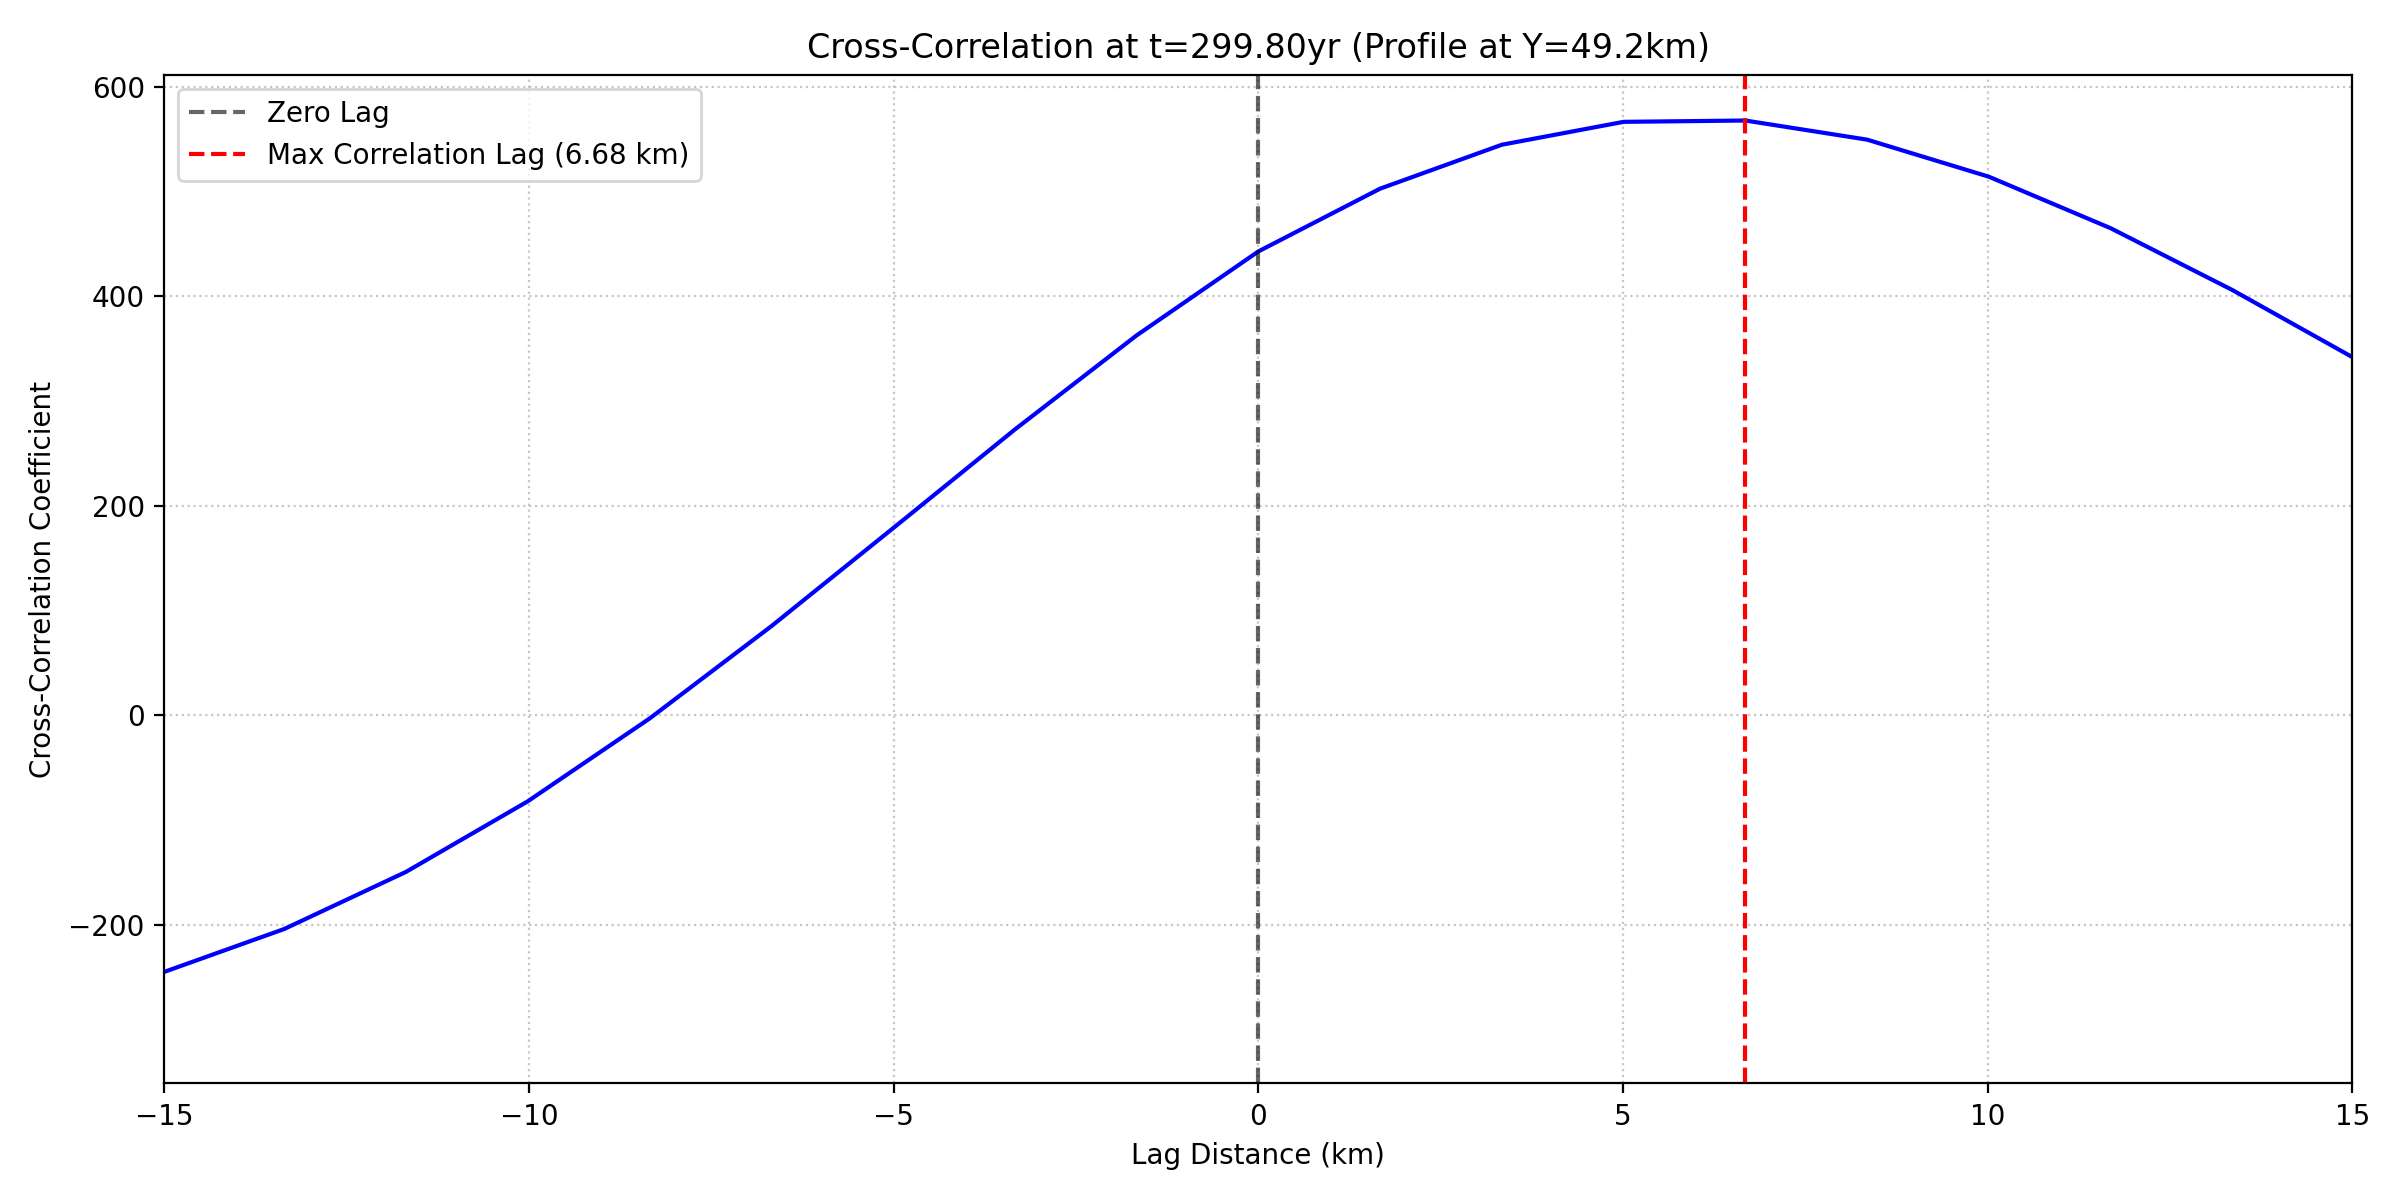 Cross-Correlation at t=299.80yr (Profile at Y=49.2km)
Zero Lag
Max Correlation Lag (6.68 km)
Cross-Correlation Coefficient
600
400
200
0
−200
−15
−10
−5
0
5
10
15
Lag Distance (km)